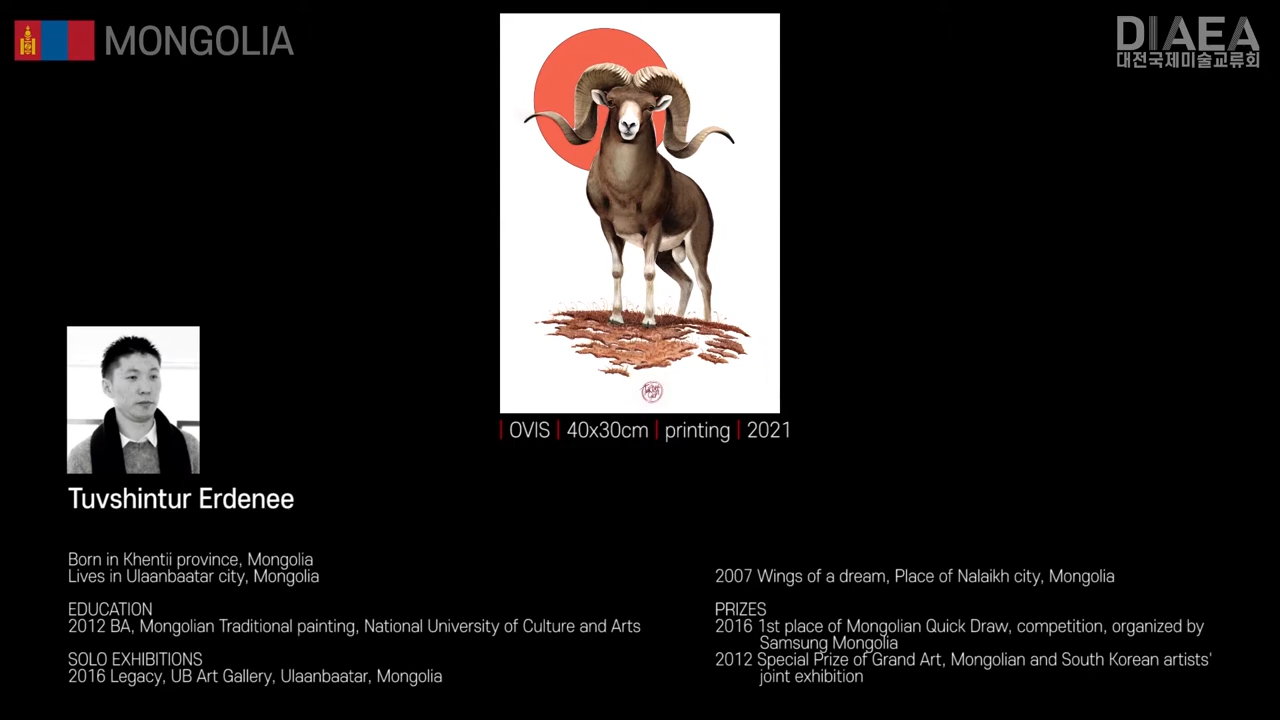 MONGOLIA
DIAEA
대전국제미술교류회
| OVIS | 40x30cm | printing | 2021
Tuvshintur Erdenee
Born in Khentii province, Mongolia
Lives in Ulaanbaatar city, Mongolia
EDUCATION
2012 BA, Mongolian Traditional painting, National University of Culture and Arts
SOLO EXHIBITIONS
2016 Legacy, UB Art Gallery, Ulaanbaatar, Mongolia
2007 Wings of a dream, Place of Nalaikh city, Mongolia
PRIZES
2016 1st place of Mongolian Quick Draw, competition, organized by
Samsung Mongolia
2012 Special Prize of Grand Art, Mongolian and South Korean artists'
joint exhibition